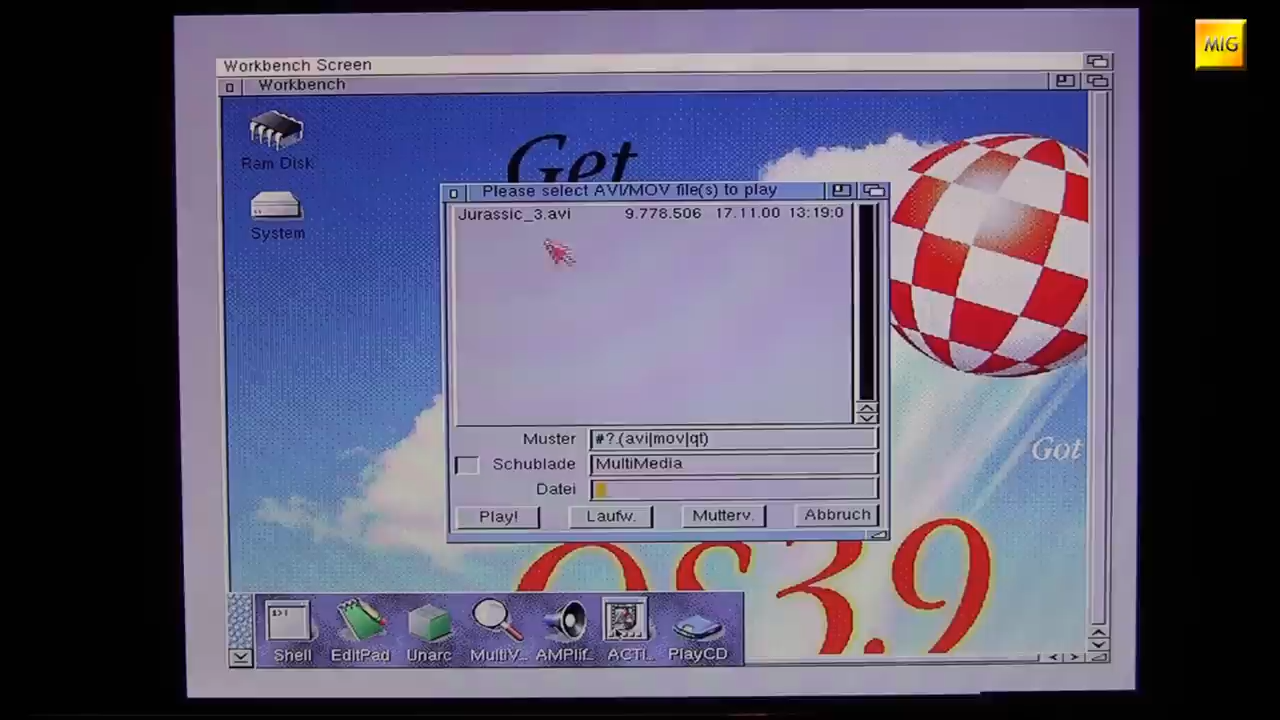 MIG
Workbench Screen
Workbench
Ram Disk
System
Get
Please select AVI/MOV file(s) to play
Jurassic_3.avi 9.778.506 17.11.00 13:19:0
Muster #?.(avi|mov|qt)
Schublade MultiMedia
Datei
Play! Laufw. Mutterv. Abbruch
Got
OS3.9
Shell EditPad Unarc MultiV... AMPlif... ACTI... PlayCD